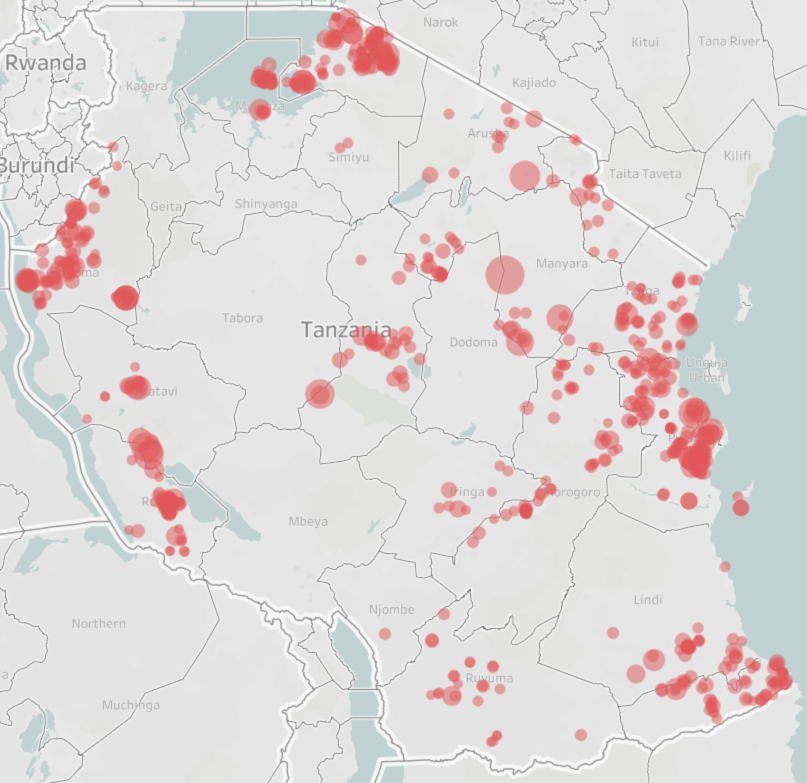 Narok
Kitui
Tana River
Rwanda
Kagera
Kajiado
Arusha
Simiyu
Kilifi
Burundi
Taita Taveta
Geita
Shinyanga
Manyara
Tabora
Tanzania
Dodoma
Unguja
Urban
Iringa
Morogoro
Mbeya
Njombe
Lindi
Northern
Ruvuma
Muchinga